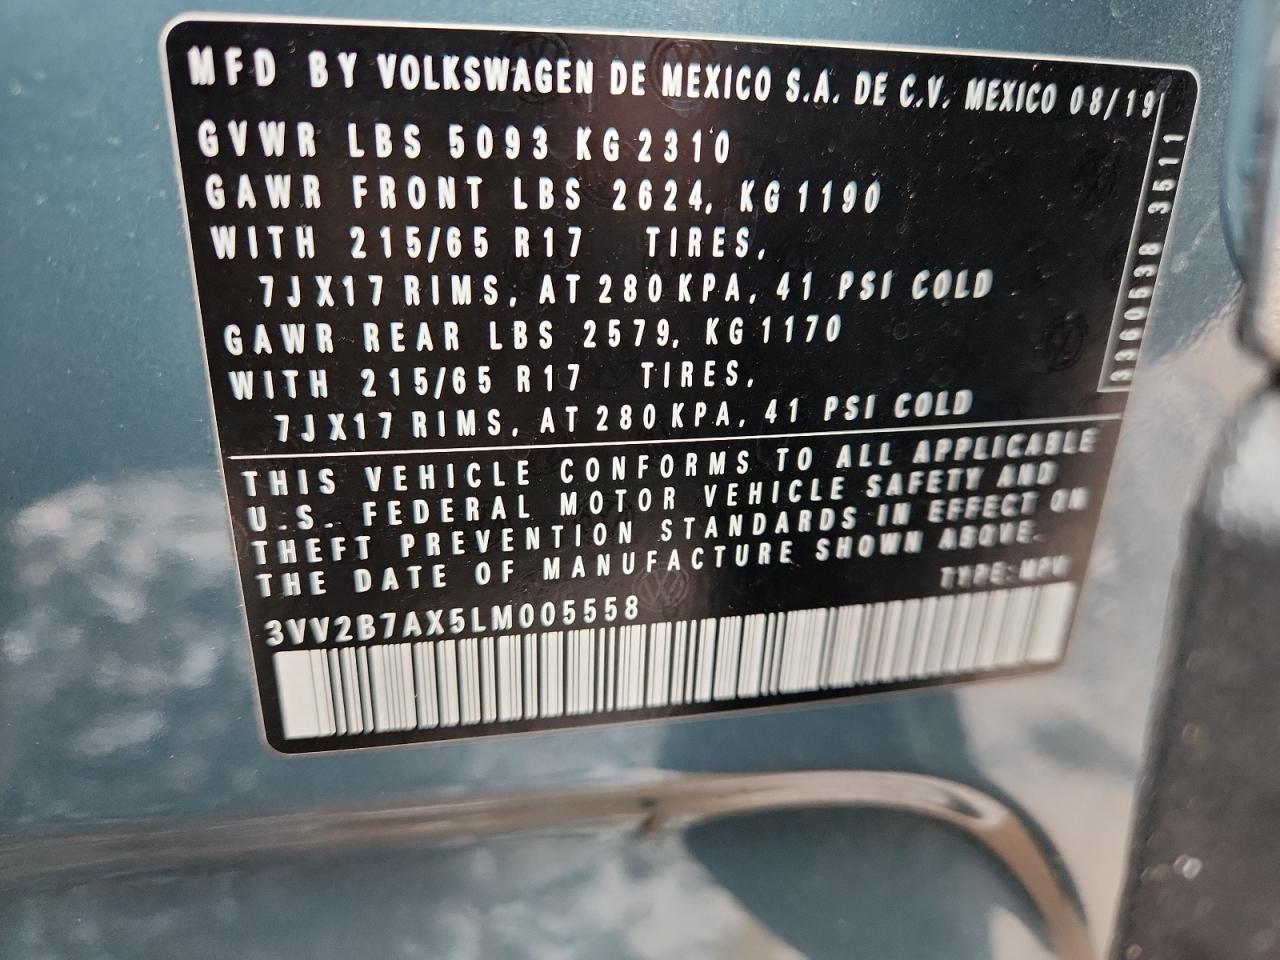 MFD BY VOLKSWAGEN DE MEXICO S.A. DE C.V. MEXICO 08/19
GVWR LBS 5093 KG 2310
GAWR FRONT LBS 2624, KG 1190
WITH 215/65 R17 TIRES,
7JX17 RIMS, AT 280 KPA, 41 PSI COLD
GAWR REAR LBS 2579, KG 1170
WITH 215/65 R17 TIRES,
7JX17 RIMS, AT 280 KPA, 41 PSI COLD
THIS VEHICLE CONFORMS TO ALL APPLICABLE
U.S. FEDERAL MOTOR VEHICLE SAFETY AND
THEFT PREVENTION STANDARDS IN EFFECT ON
THE DATE OF MANUFACTURE SHOWN ABOVE.
TYPE: MPV
3VV2B7AX5LM005558